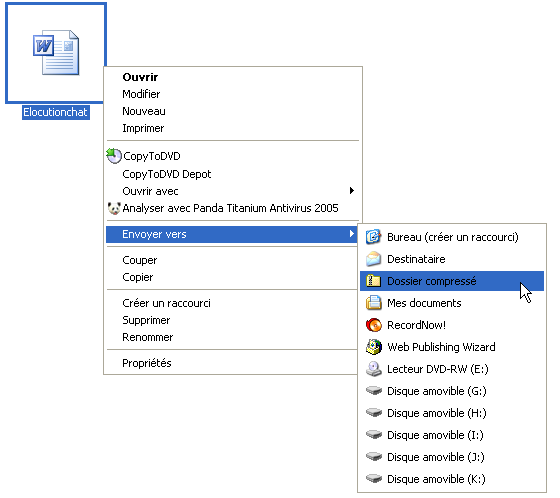 Elocutionchat
Ouvrir
Modifier
Nouveau
Imprimer
CopyToDVD
CopyToDVD Depot
Ouvrir avec
Analyser avec Panda Titanium Antivirus 2005
Envoyer vers
Couper
Copier
Créer un raccourci
Supprimer
Renommer
Propriétés
Bureau (créer un raccourci)
Destinataire
Dossier compressé
Mes documents
RecordNow!
Web Publishing Wizard
Lecteur DVD-RW (E:)
Disque amovible (G:)
Disque amovible (H:)
Disque amovible (I:)
Disque amovible (J:)
Disque amovible (K:)